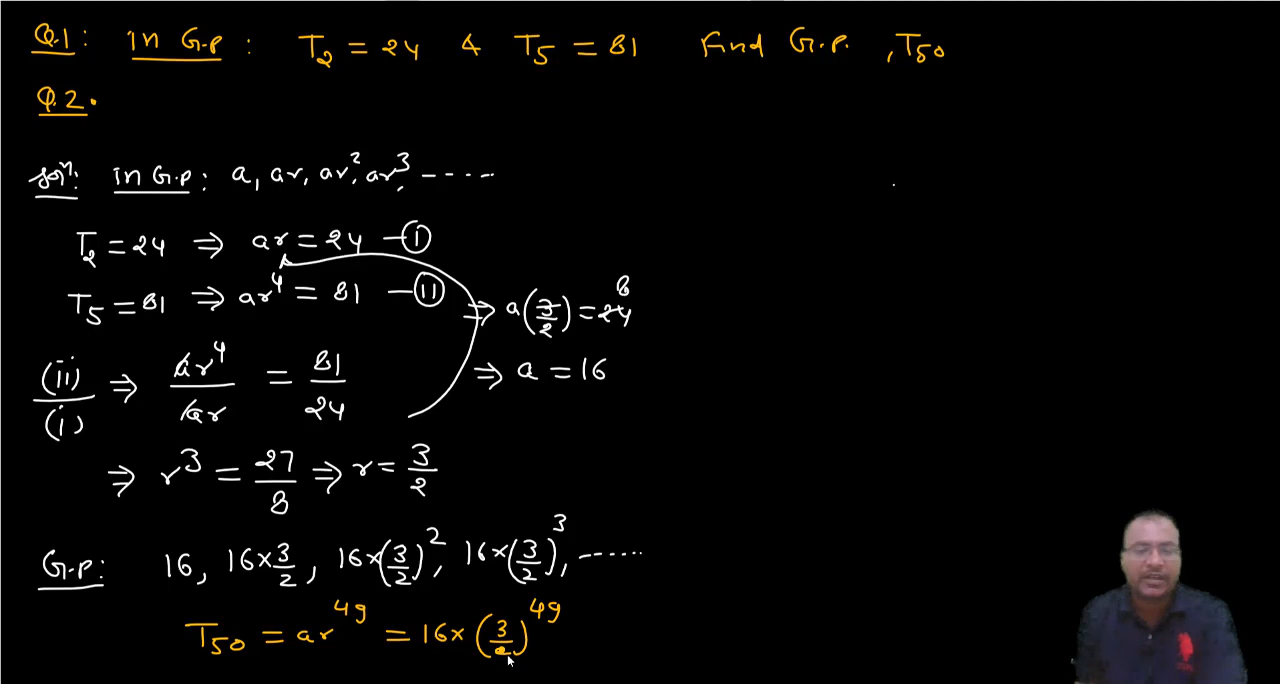 Q.1: in G.P: T₂ = 24 & T₅ = 81 Find G.P. , T₅₀
Q.2.
Solⁿ: in G.P: a, ar, ar², ar³, -----
T₂ = 24 ⇒ ar = 24 —(i)
T₅ = 81 ⇒ ar⁴ = 81 —(ii)
(ii)/(i) ⇒ ar⁴/ar = 81/24
⇒ r³ = 27/8 ⇒ r = 3/2
⇒ a(3/2) = 24 8
⇒ a = 16
G.P: 16, 16×3/2, 16×(3/2)², 16×(3/2)³, ------
T₅₀ = ar⁴⁹ = 16×(3/2)⁴⁹